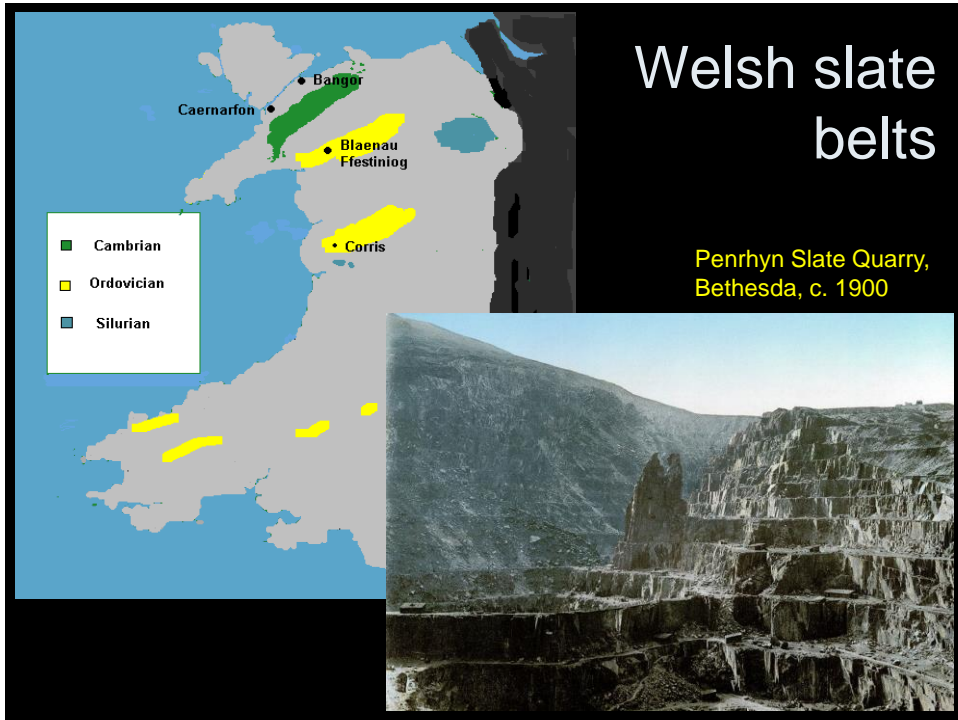 Welsh slate
belts
Bangor
Caernarfon
Blaenau
Ffestiniog
Corris
Cambrian
Ordovician
Silurian
Penrhyn Slate Quarry,
Bethesda, c. 1900